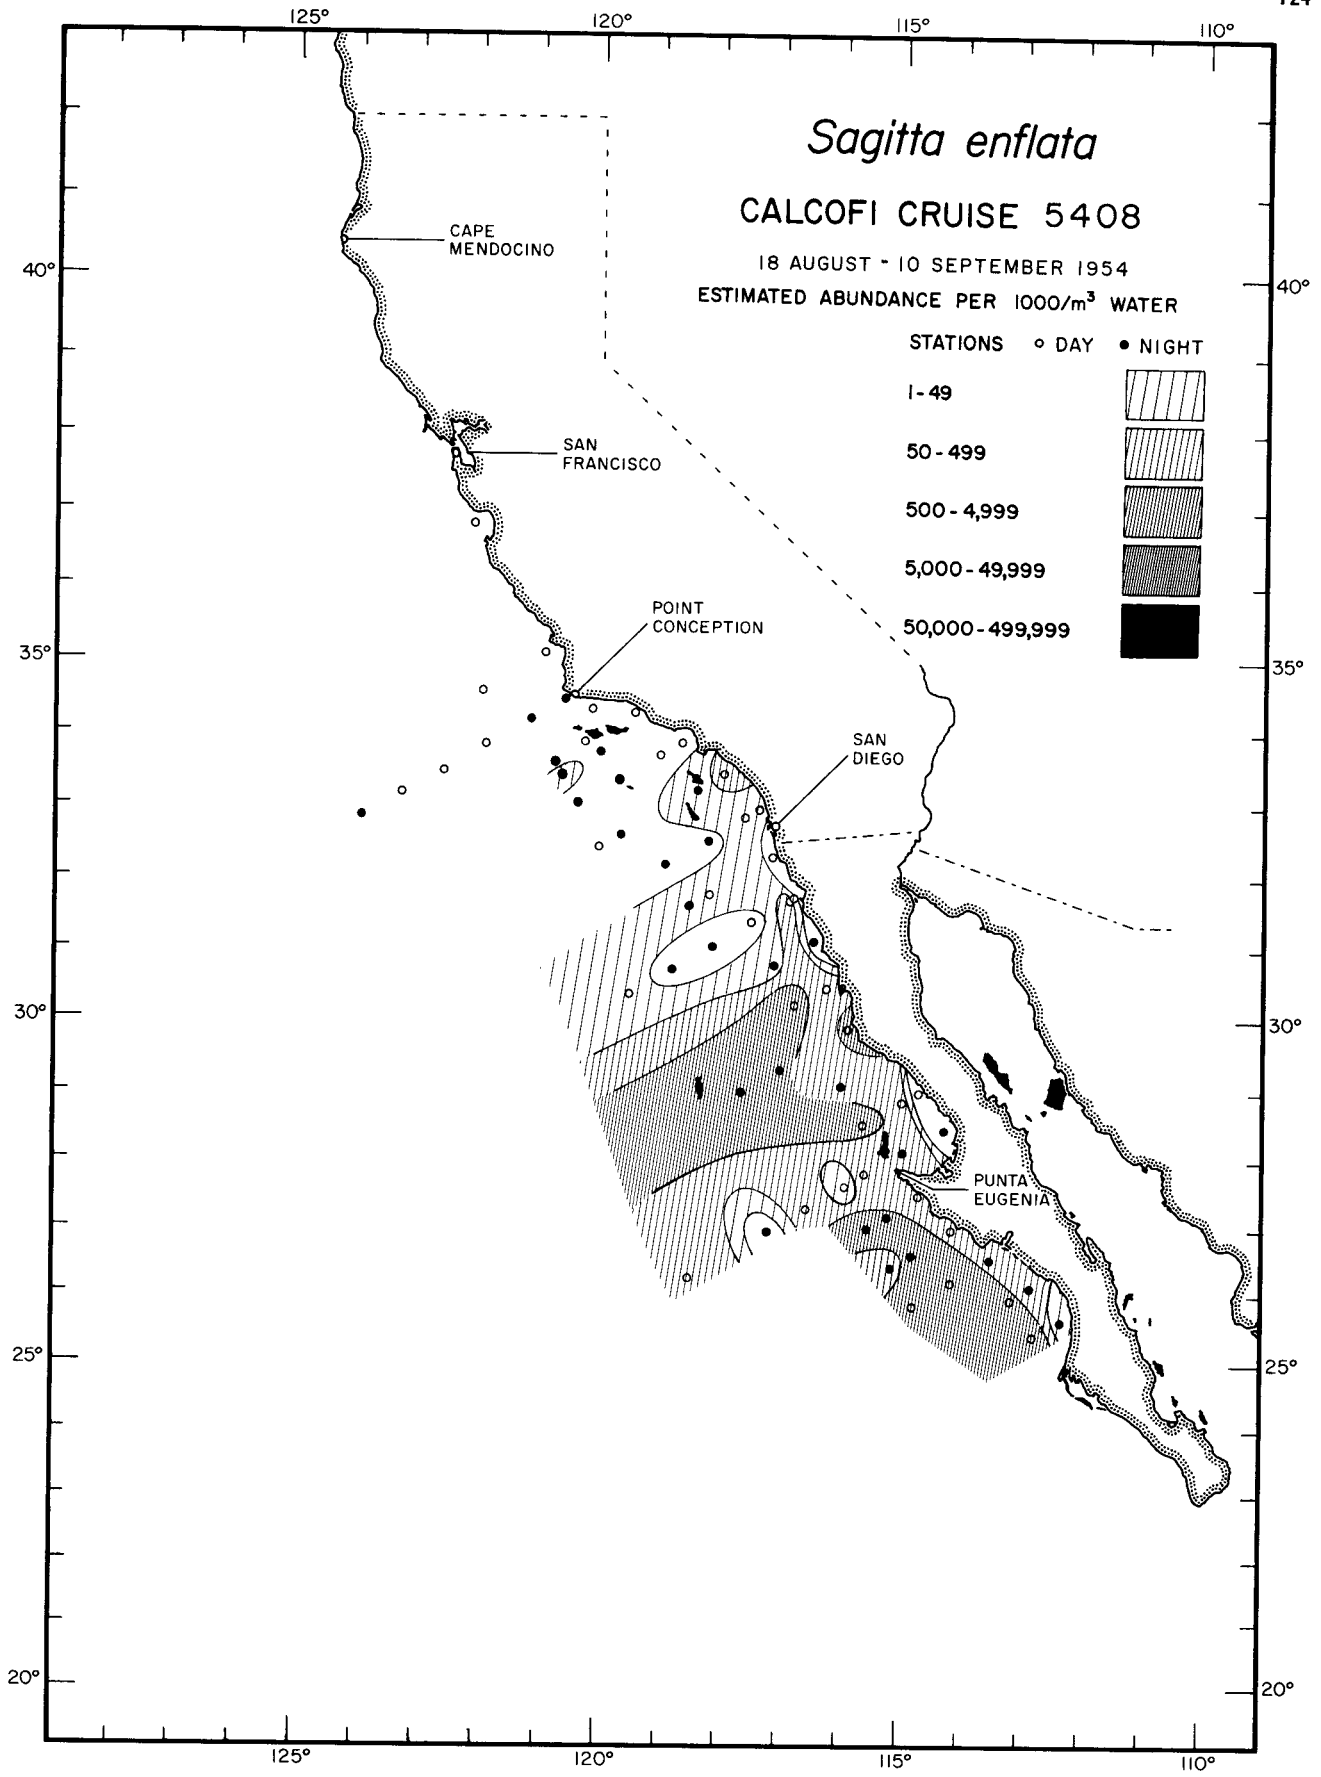 125°
120°
115°
110°
Sagitta enflata
CALCOFI CRUISE 5408
18 AUGUST - 10 SEPTEMBER 1954
ESTIMATED ABUNDANCE PER 1000/m³ WATER
STATIONS ○ DAY ● NIGHT
1-49
50-499
500-4,999
5,000-49,999
50,000-499,999
CAPE
MENDOCINO
40°
40°
SAN
FRANCISCO
POINT
CONCEPTION
35°
35°
SAN
DIEGO
30°
30°
PUNTA
EUGENIA
25°
25°
20°
20°
125°
120°
115°
110°